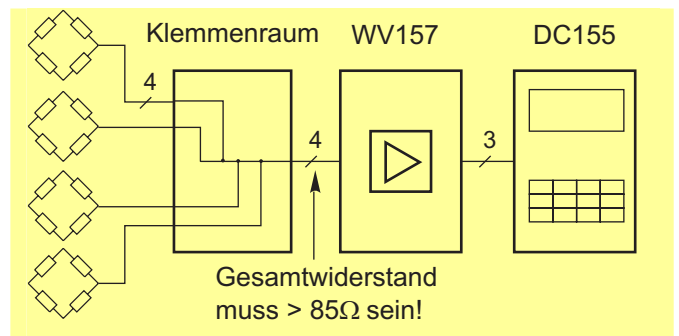 Klemmenraum WV157 DC155
4
4
3
Gesamtwiderstand
muss > 85Ω sein!